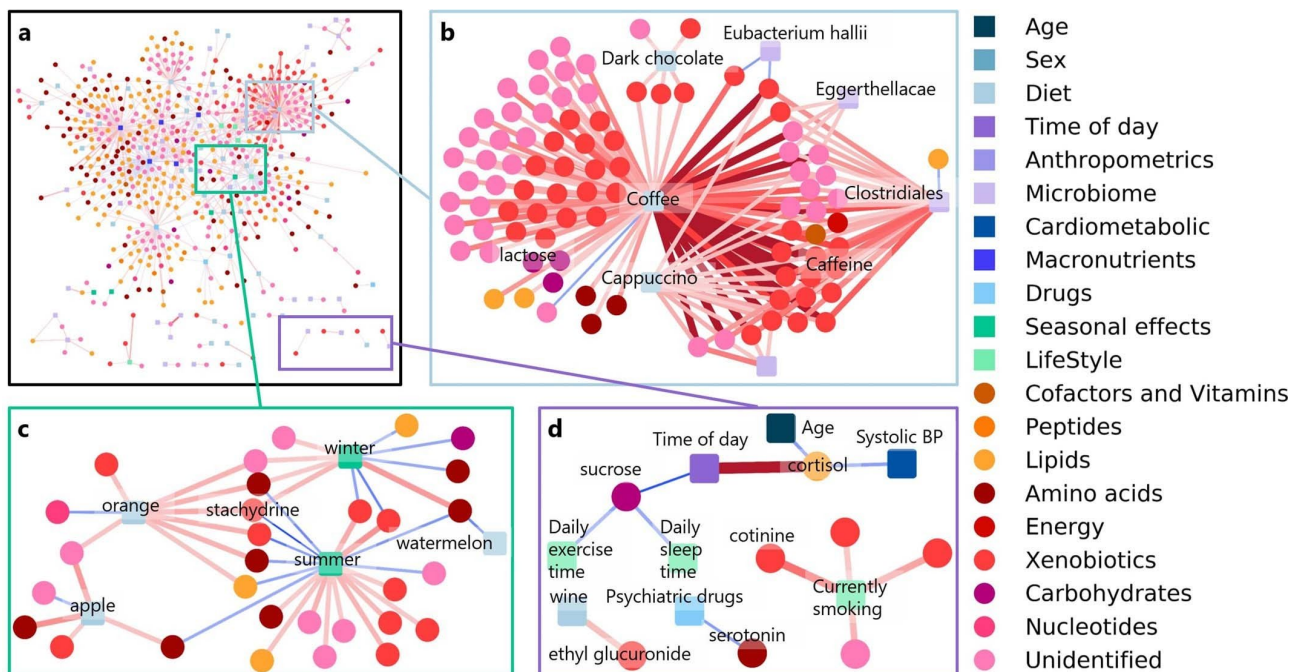 a
b
Eubacterium hallii
Dark chocolate
Eggerthellacae
Coffee
Clostridiales
lactose
Cappuccino
Caffeine
c
winter
orange
stachydrine
watermelon
summer
apple
d
Time of day
Age
Systolic BP
sucrose
cortisol
Daily
exercise
time
Daily
sleep
time
cotinine
Currently
smoking
wine
Psychiatric drugs
serotonin
ethyl glucuronide
Age
Sex
Diet
Time of day
Anthropometrics
Microbiome
Cardiometabolic
Macronutrients
Drugs
Seasonal effects
LifeStyle
Cofactors and Vitamins
Peptides
Lipids
Amino acids
Energy
Xenobiotics
Carbohydrates
Nucleotides
Unidentified